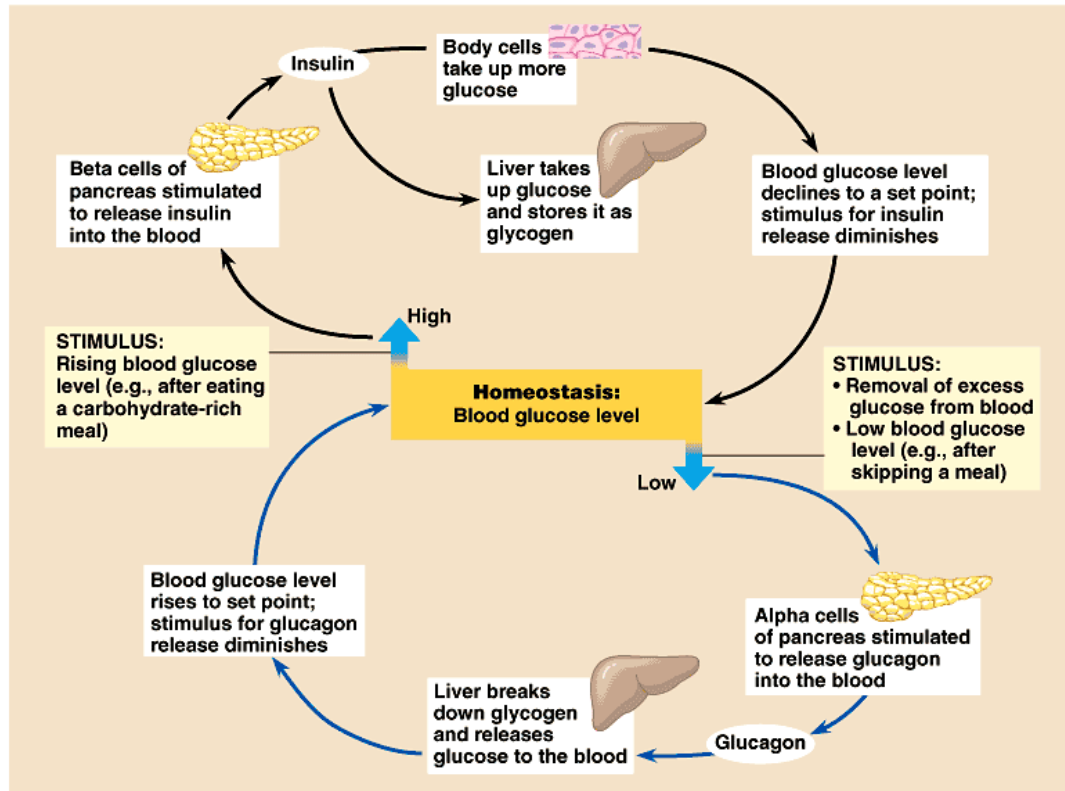 Insulin
Body cells
take up more
glucose
Beta cells of
pancreas stimulated
to release insulin
into the blood
Liver takes
up glucose
and stores it as
glycogen
Blood glucose level
declines to a set point;
stimulus for insulin
release diminishes
High
STIMULUS:
Rising blood glucose
level (e.g., after eating
a carbohydrate-rich
meal)
Homeostasis:
Blood glucose level
STIMULUS:
• Removal of excess
glucose from blood
• Low blood glucose
level (e.g., after
skipping a meal)
Low
Blood glucose level
rises to set point;
stimulus for glucagon
release diminishes
Alpha cells
of pancreas stimulated
to release glucagon
into the blood
Liver breaks
down glycogen
and releases
glucose to the blood
Glucagon